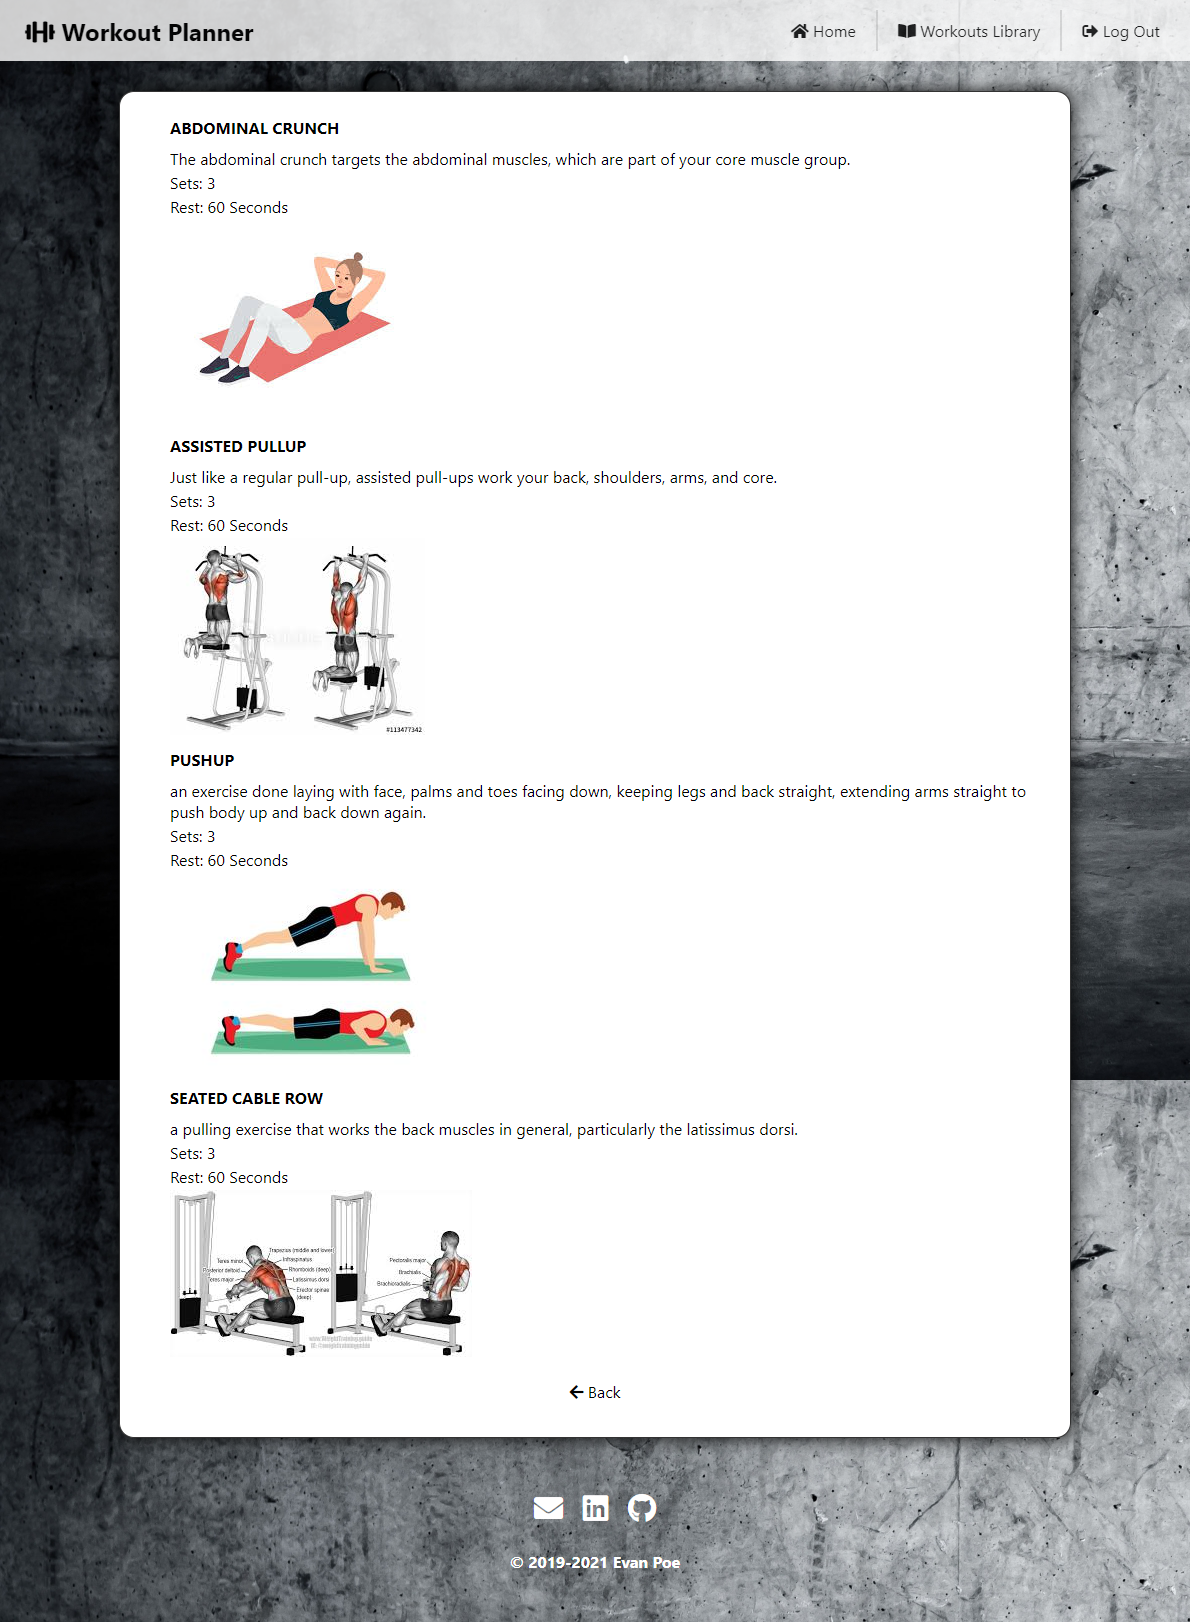 Workout Planner
Home
Workouts Library
Log Out
ABDOMINAL CRUNCH
The abdominal crunch targets the abdominal muscles, which are part of your core muscle group.
Sets: 3
Rest: 60 Seconds
ASSISTED PULLUP
Just like a regular pull-up, assisted pull-ups work your back, shoulders, arms, and core.
Sets: 3
Rest: 60 Seconds
#113477342
PUSHUP
an exercise done laying with face, palms and toes facing down, keeping legs and back straight, extending arms straight to
push body up and back down again.
Sets: 3
Rest: 60 Seconds
SEATED CABLE ROW
a pulling exercise that works the back muscles in general, particularly the latissimus dorsi.
Sets: 3
Rest: 60 Seconds
Trapezius (middle and lower)
Teres minor
Infraspinatus
Posterior deltoid
Rhomboids (deep)
Teres major
Latissimus dorsi
Erector spinae
(deep)
Pectoralis major
Brachialis
Brachioradialis
Back
© 2019-2021 Evan Poe